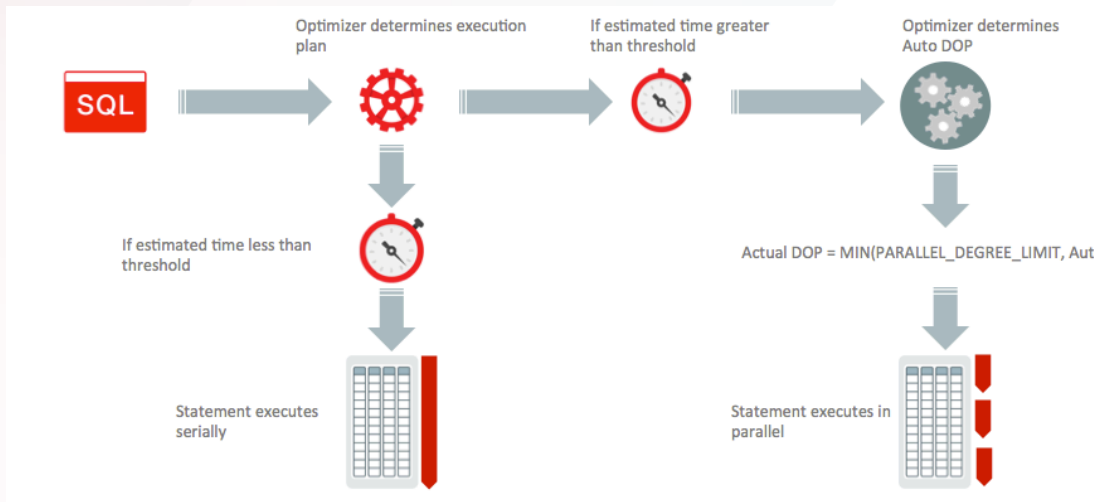 Optimizer determines execution
plan
If estimated time greater
than threshold
Optimizer determines
Auto DOP
SQL
If estimated time less than
threshold
Actual DOP = MIN(PARALLEL_DEGREE_LIMIT, Aut
Statement executes
serially
Statement executes in
parallel